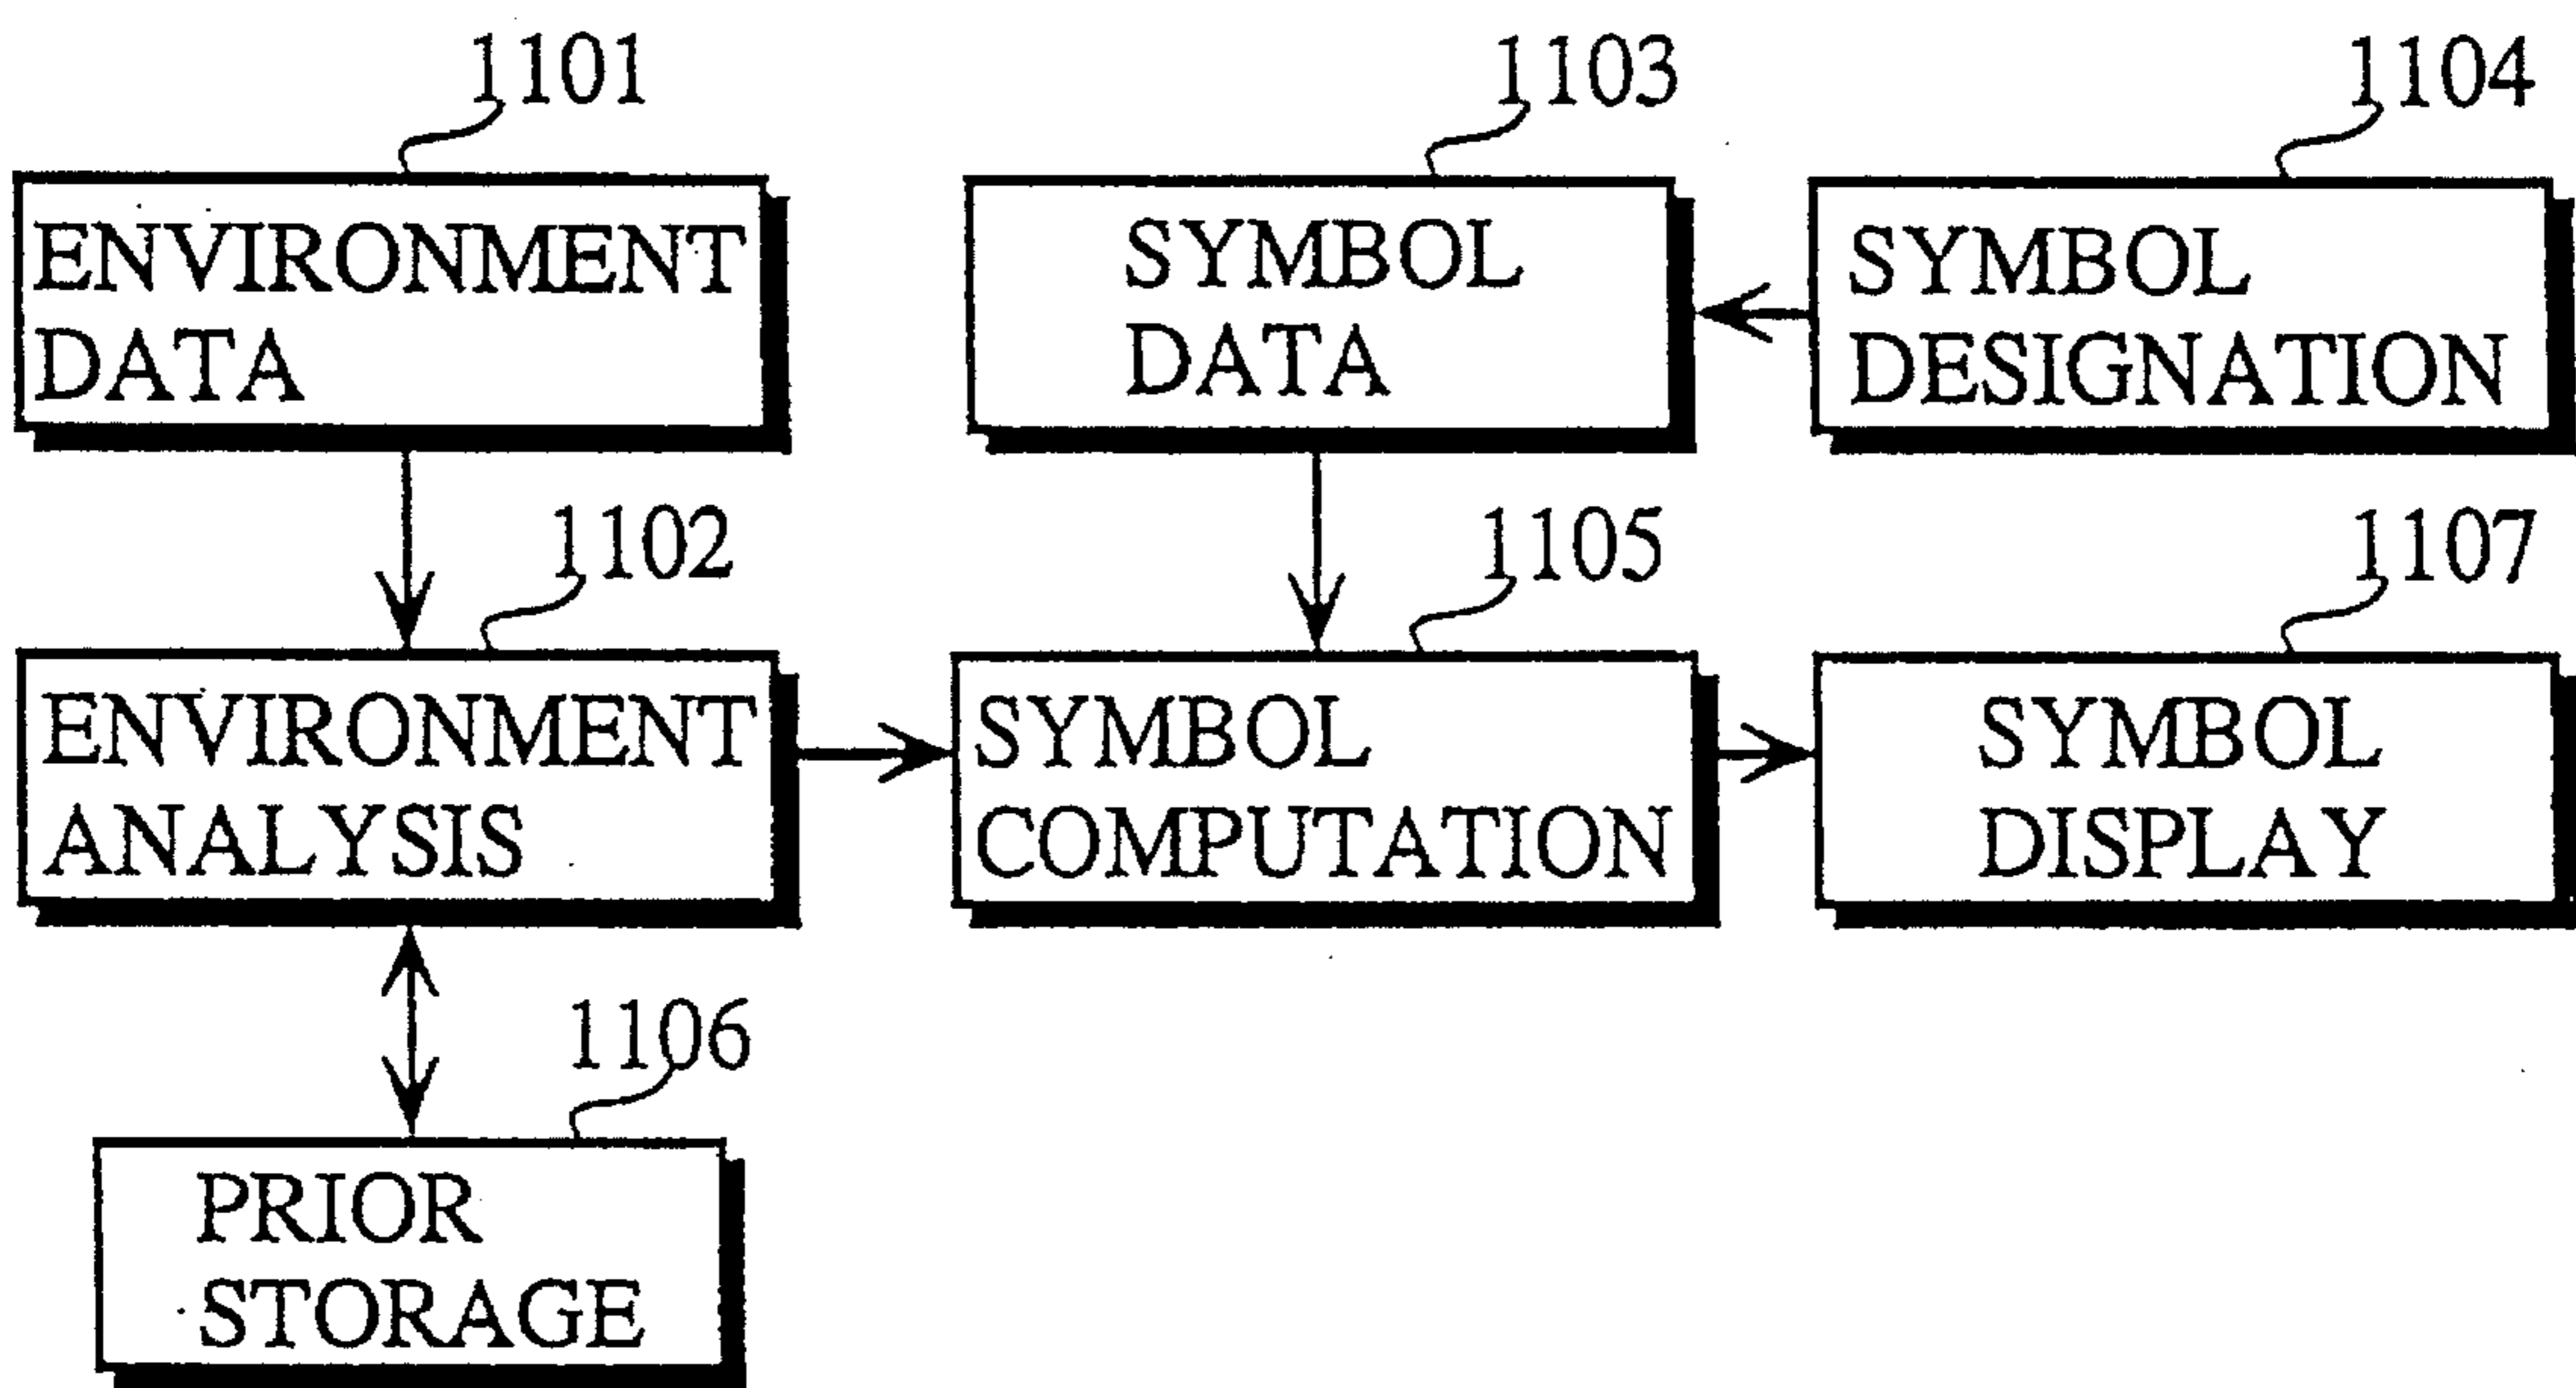 1101
1103
1104
ENVIRONMENT
DATA
SYMBOL
DATA
SYMBOL
DESIGNATION
1102
1105
1107
ENVIRONMENT
ANALYSIS
SYMBOL
COMPUTATION
SYMBOL
DISPLAY
1106
PRIOR
STORAGE